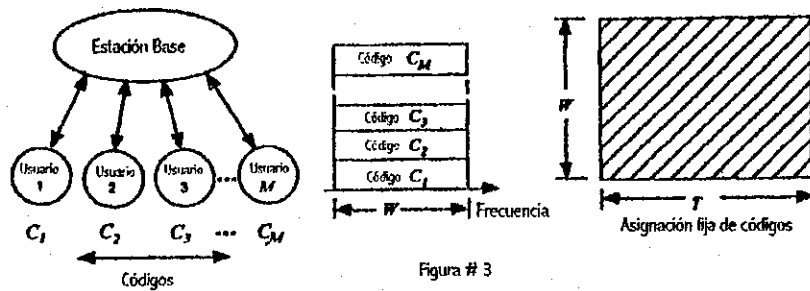 Estación Base
Usuario 1
Usuario 2
Usuario 3
...
Usuario M
C1
C2
C3
...
CM
Códigos
Código CM
Código C3
Código C2
Código C1
W
Frecuencia
Figura # 3
W
T
Asignación fija de códigos